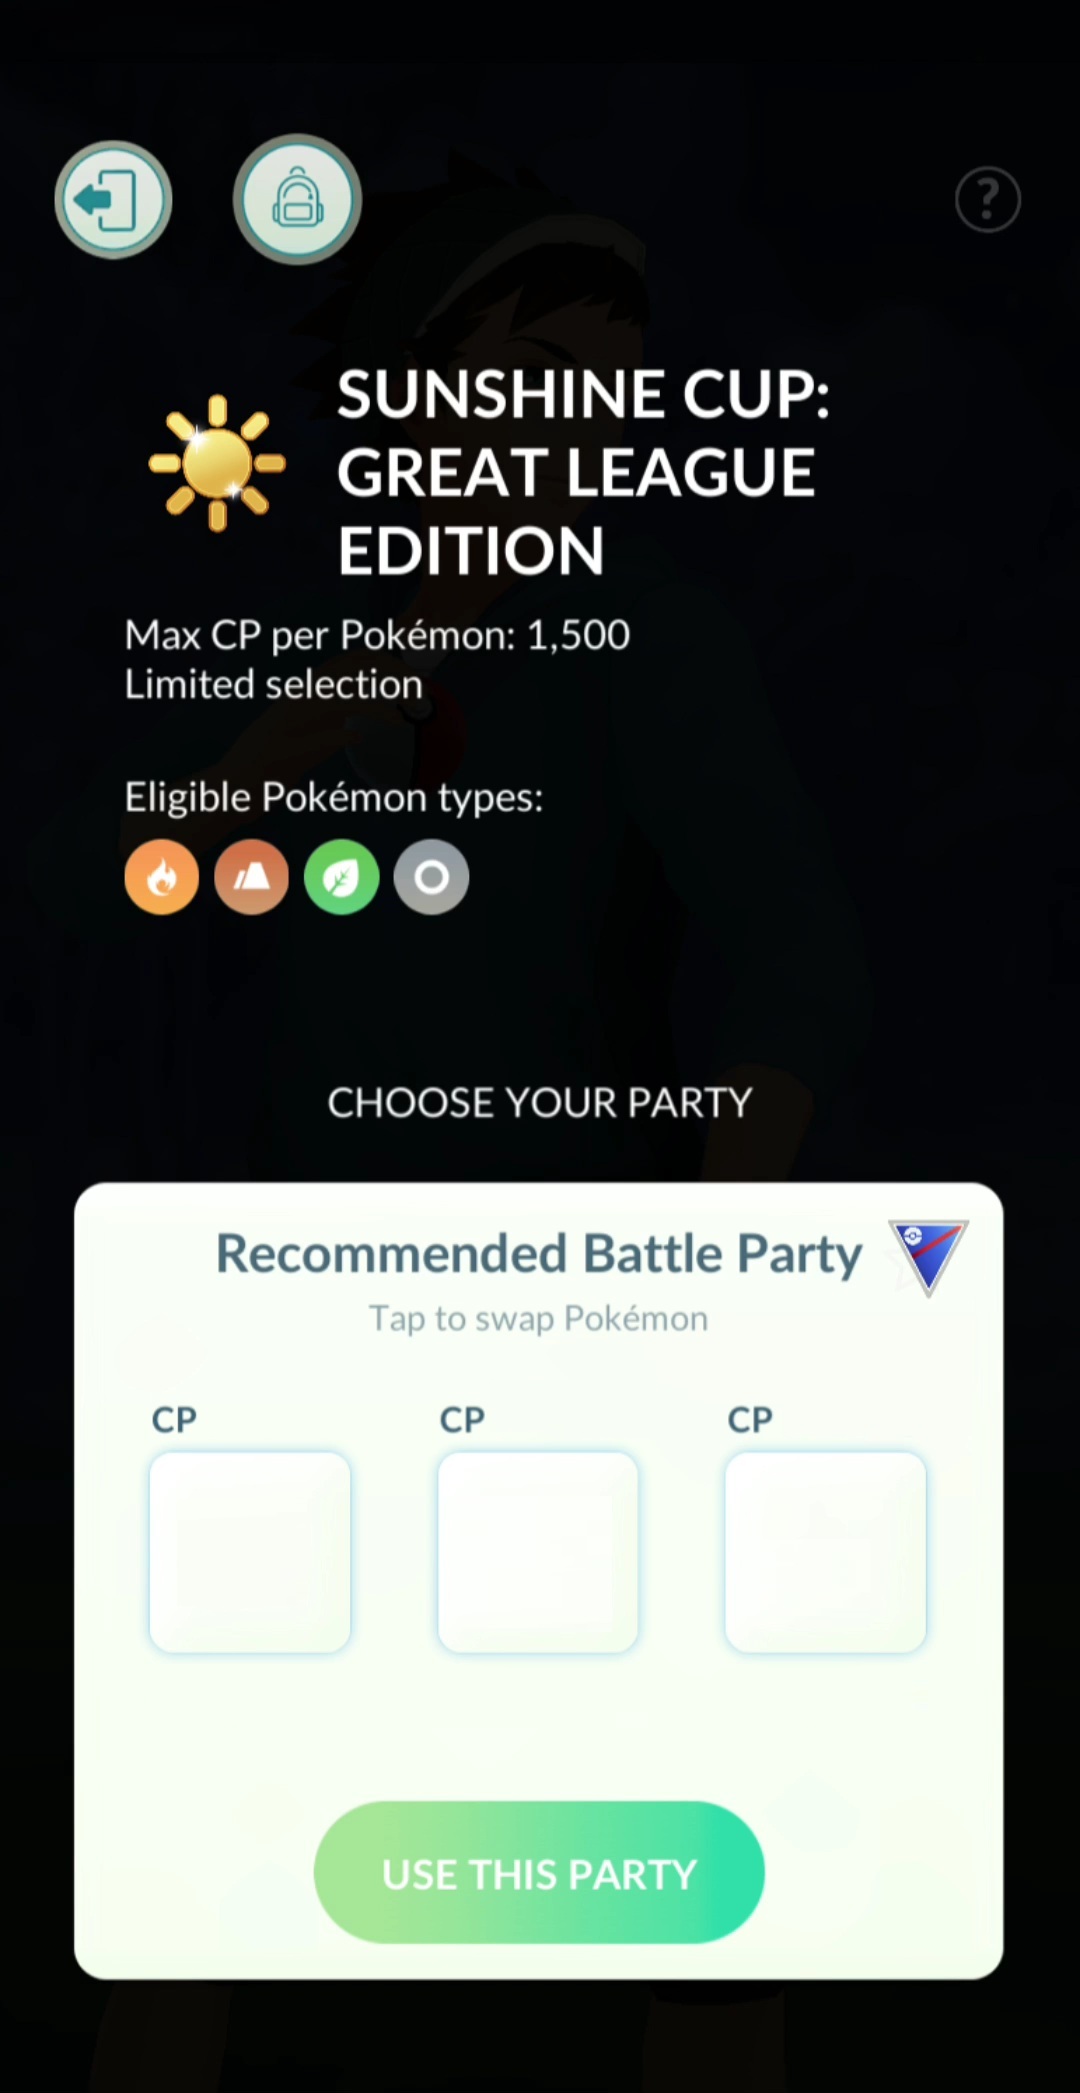 ?
SUNSHINE CUP:
GREAT LEAGUE
EDITION
Max CP per Pokémon: 1,500
Limited selection
Eligible Pokémon types:
CHOOSE YOUR PARTY
Recommended Battle Party
Tap to swap Pokémon
CP CP CP
USE THIS PARTY